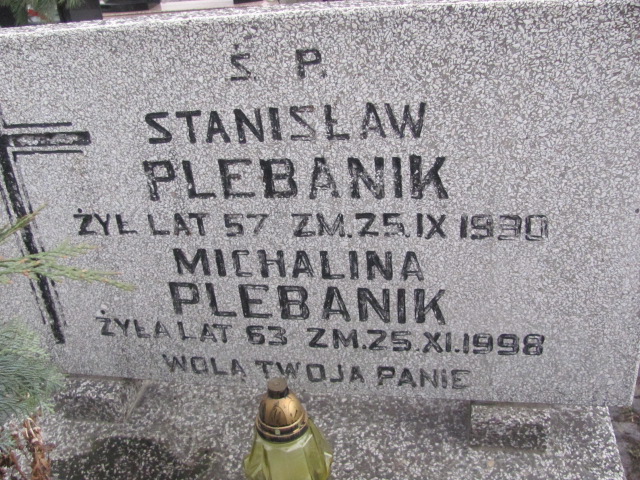 Ś. P.
STANISŁAW
PLEBANIK
ŻYŁ LAT 57 ZM.25.IX 1930
MICHALINA
PLEBANIK
ŻYŁA LAT 63 ZM.25.XI.1998
WOLA TWOJA PANIE